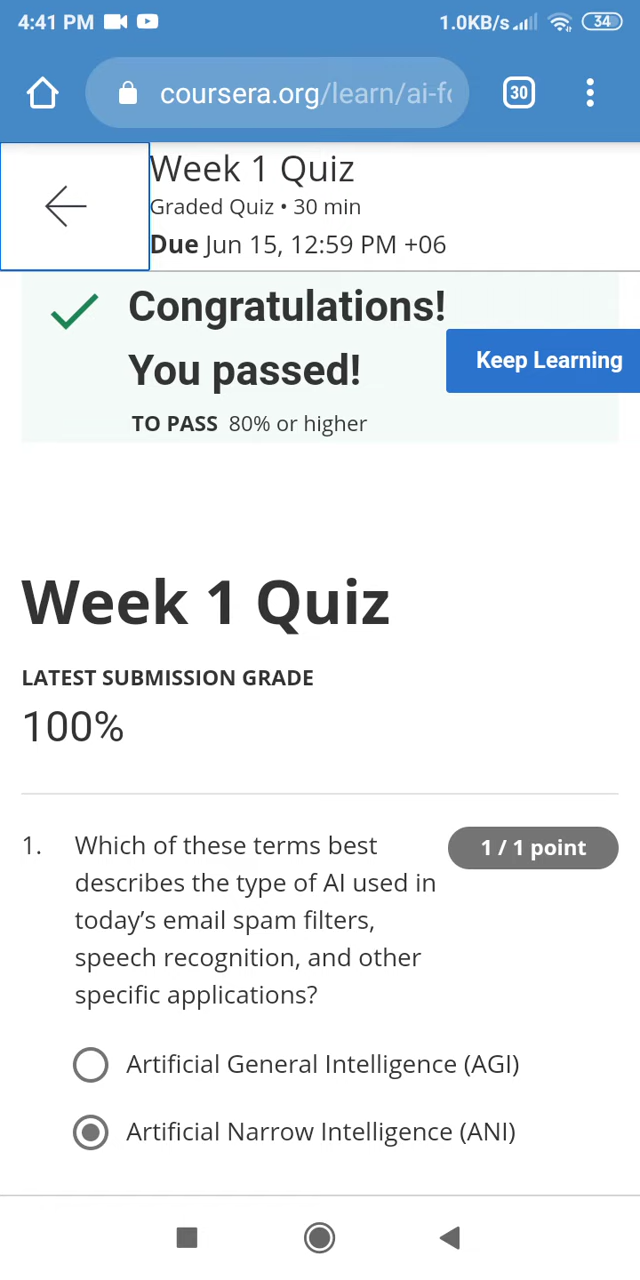 4:41 PM 1.0KB/s 34
coursera.org/learn/ai-fo 30
Week 1 Quiz
Graded Quiz • 30 min
Due Jun 15, 12:59 PM +06
Congratulations!
You passed!
Keep Learning
TO PASS 80% or higher
Week 1 Quiz
LATEST SUBMISSION GRADE
100%
1. Which of these terms best 1 / 1 point
describes the type of AI used in
today’s email spam filters,
speech recognition, and other
specific applications?
Artificial General Intelligence (AGI)
Artificial Narrow Intelligence (ANI)